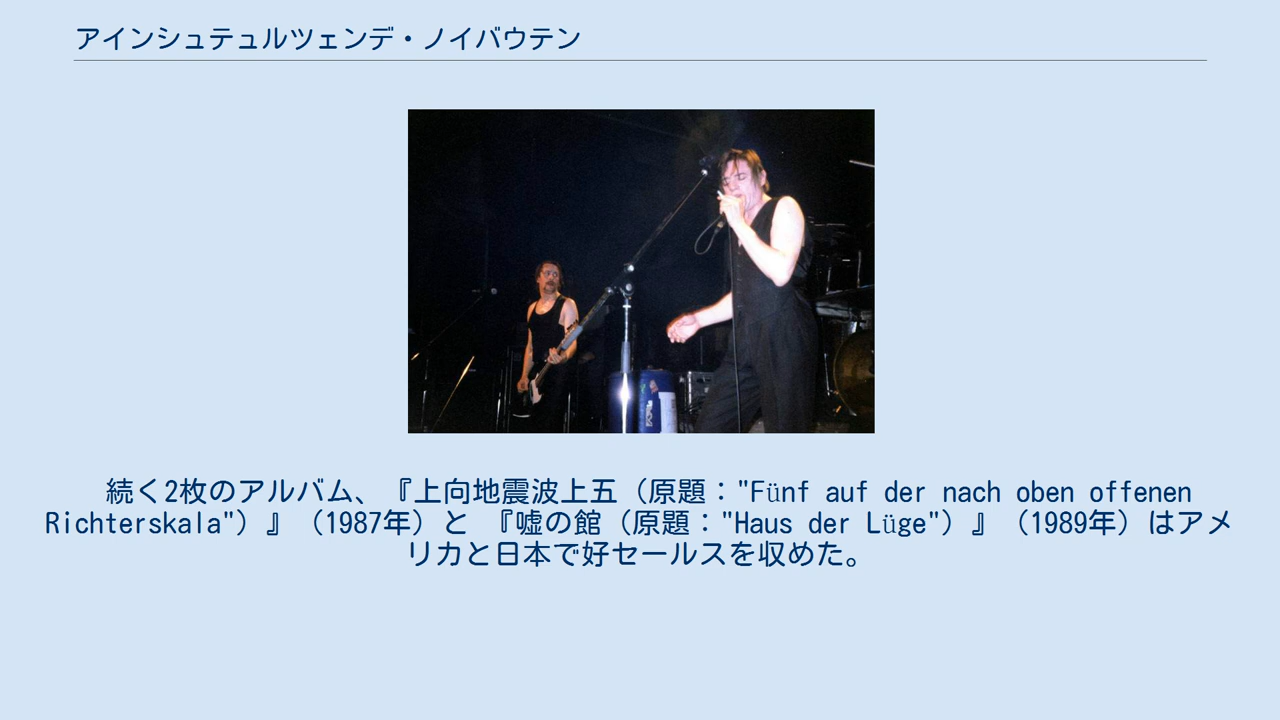 アインシュテュルツェンデ・ノイバウテン
続く2枚のアルバム、『上向地震波上五（原題："Fünf auf der nach oben offenen
Richterskala"）』（1987年）と 『嘘の館（原題："Haus der Lüge"）』（1989年）はアメ
リカと日本で好セールスを収めた。